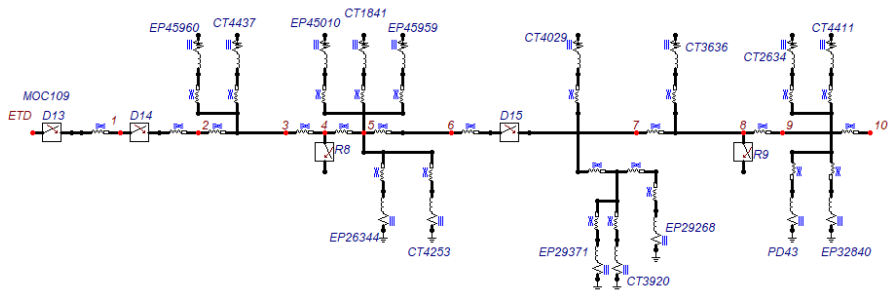 EP45960
CT4437
EP45010
CT1841
EP45959
CT4029
CT3636
CT2634
CT4411
MOC109
ETD
D13
1
D14
2
3
4
5
6
D15
7
8
9
10
R8
R9
EP26344
CT4253
EP29371
CT3920
EP29268
PD43
EP32840